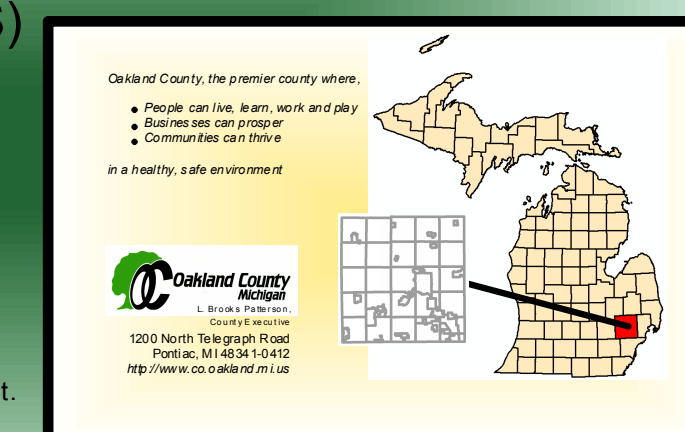 s)
Oakland County, the premier county where,
People can live, learn, work and play
Businesses can prosper
Communities can thrive
in a healthy, safe environment
Oakland County
Michigan
L. Brooks Patterson,
County Executive
1200 North Telegraph Road
Pontiac, MI 48341-0412
http://www.co.oakland.mi.us
t.